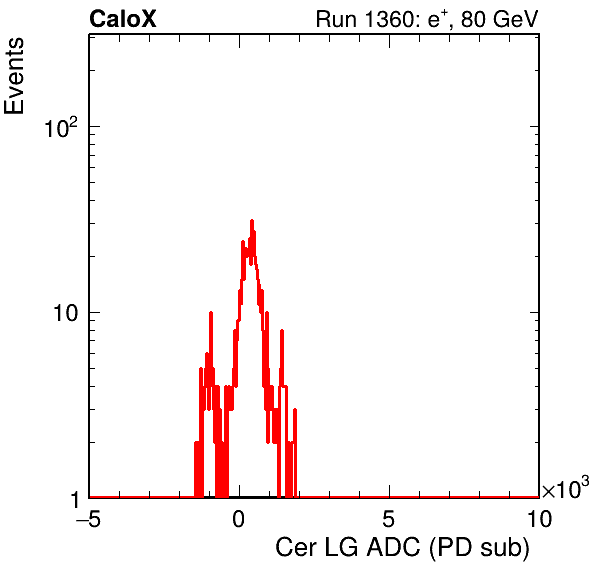 CaloX Run 1360: e⁺, 80 GeV
Events
10²
10
1
−5 0 5 10 ×10³
Cer LG ADC (PD sub)